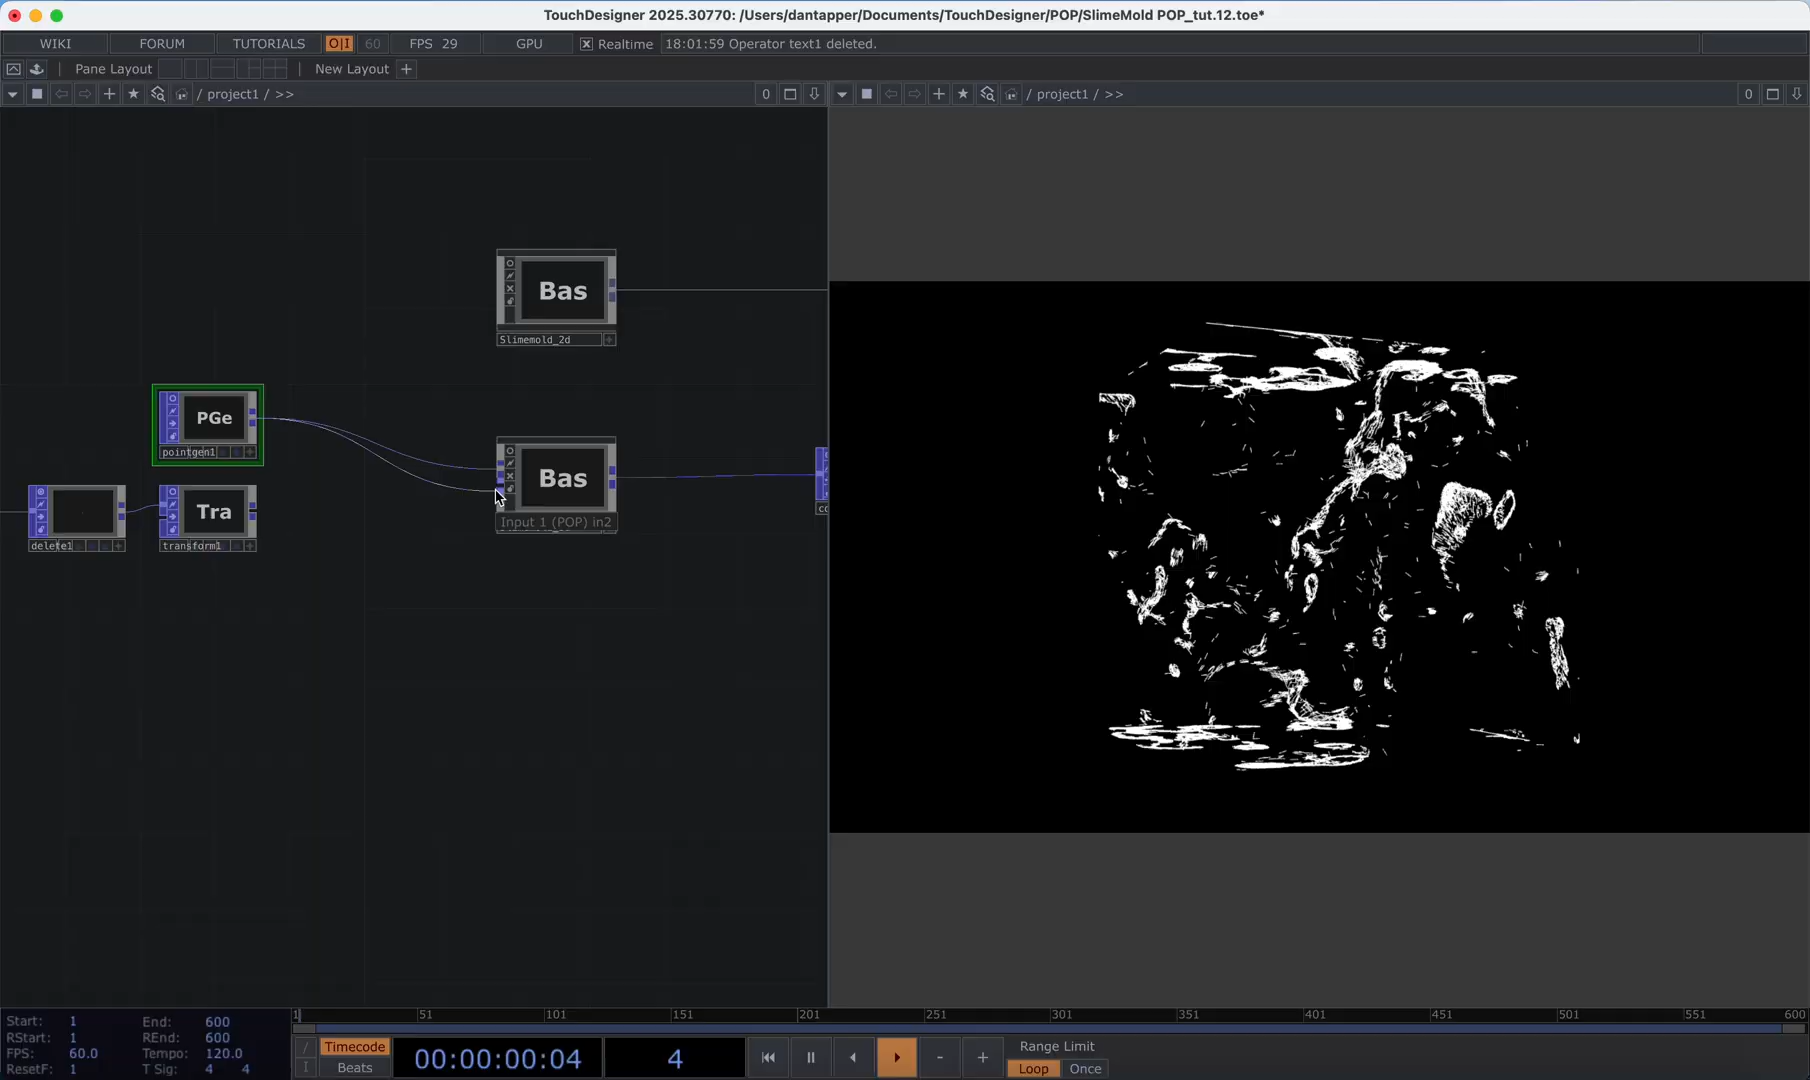 TouchDesigner 2025.30770: /Users/dantapper/Documents/TouchDesigner/POP/SlimeMold POP_tut.12.toe*
WIKI FORUM TUTORIALS O|I 60 FPS 29 GPU Realtime 18:01:59 Operator text1 deleted.
Pane Layout New Layout
/ project1 / >> 0
/ project1 / >> 0
Bas
Slimemold_2d
PGe
pointgen1
Bas
Input 1 (POP) in2
delete1
Tra
transform1
co
1 51 101 151 201 251 301 351 401 451 501 551 600
Start: 1 End: 600
RStart: 1 REnd: 600
FPS: 60.0 Tempo: 120.0
ResetF: 1 T Sig: 4 4
Timecode
Beats
00:00:00:04
4
Range Limit
Loop Once